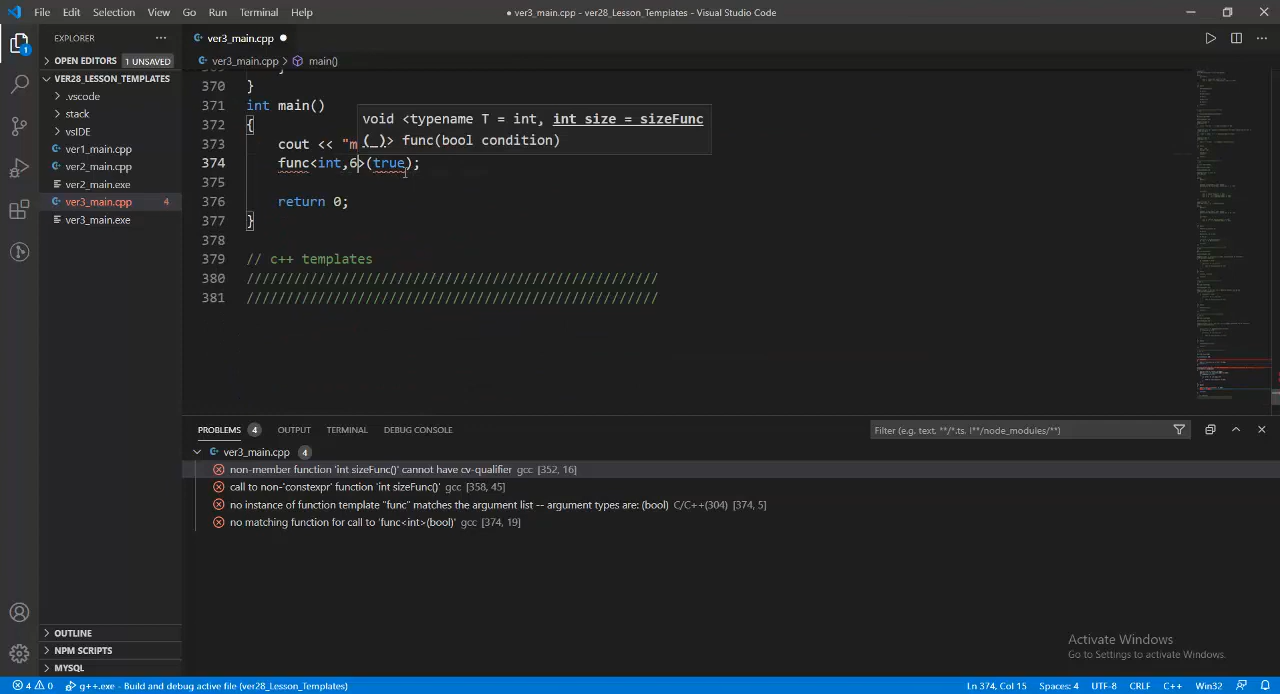 File Edit Selection View Go Run Terminal Help
● ver3_main.cpp - ver28_Lesson_Templates - Visual Studio Code
EXPLORER
OPEN EDITORS 1 UNSAVED
VER28_LESSON_TEMPLATES
.vscode
stack
vsIDE
ver1_main.cpp
ver2_main.cpp
ver2_main.exe
ver3_main.cpp 4
ver3_main.exe
OUTLINE
NPM SCRIPTS
MYSQL
1
ver3_main.cpp ●
ver3_main.cpp > main()
370 }
371 int main()
372 {
373 cout << "m
void <typename T = int, int size = sizeFunc
(_)> func(bool condition)
374 func<int,6>(true);
375
376 return 0;
377 }
378
379 // c++ templates
380 /////////////////////////////////////////////////////
381 /////////////////////////////////////////////////////
PROBLEMS 4 OUTPUT TERMINAL DEBUG CONSOLE
Filter (e.g. text, **/*.ts, !**/node_modules/**)
ver3_main.cpp 4
non-member function 'int sizeFunc()' cannot have cv-qualifier gcc [352, 16]
call to non-'constexpr' function 'int sizeFunc()' gcc [358, 45]
no instance of function template "func" matches the argument list -- argument types are: (bool) C/C++(304) [374, 5]
no matching function for call to 'func<int>(bool)' gcc [374, 19]
Activate Windows
Go to Settings to activate Windows.
4 0 g++.exe - Build and debug active file (ver28_Lesson_Templates)
Ln 374, Col 15 Spaces: 4 UTF-8 CRLF C++ Win32